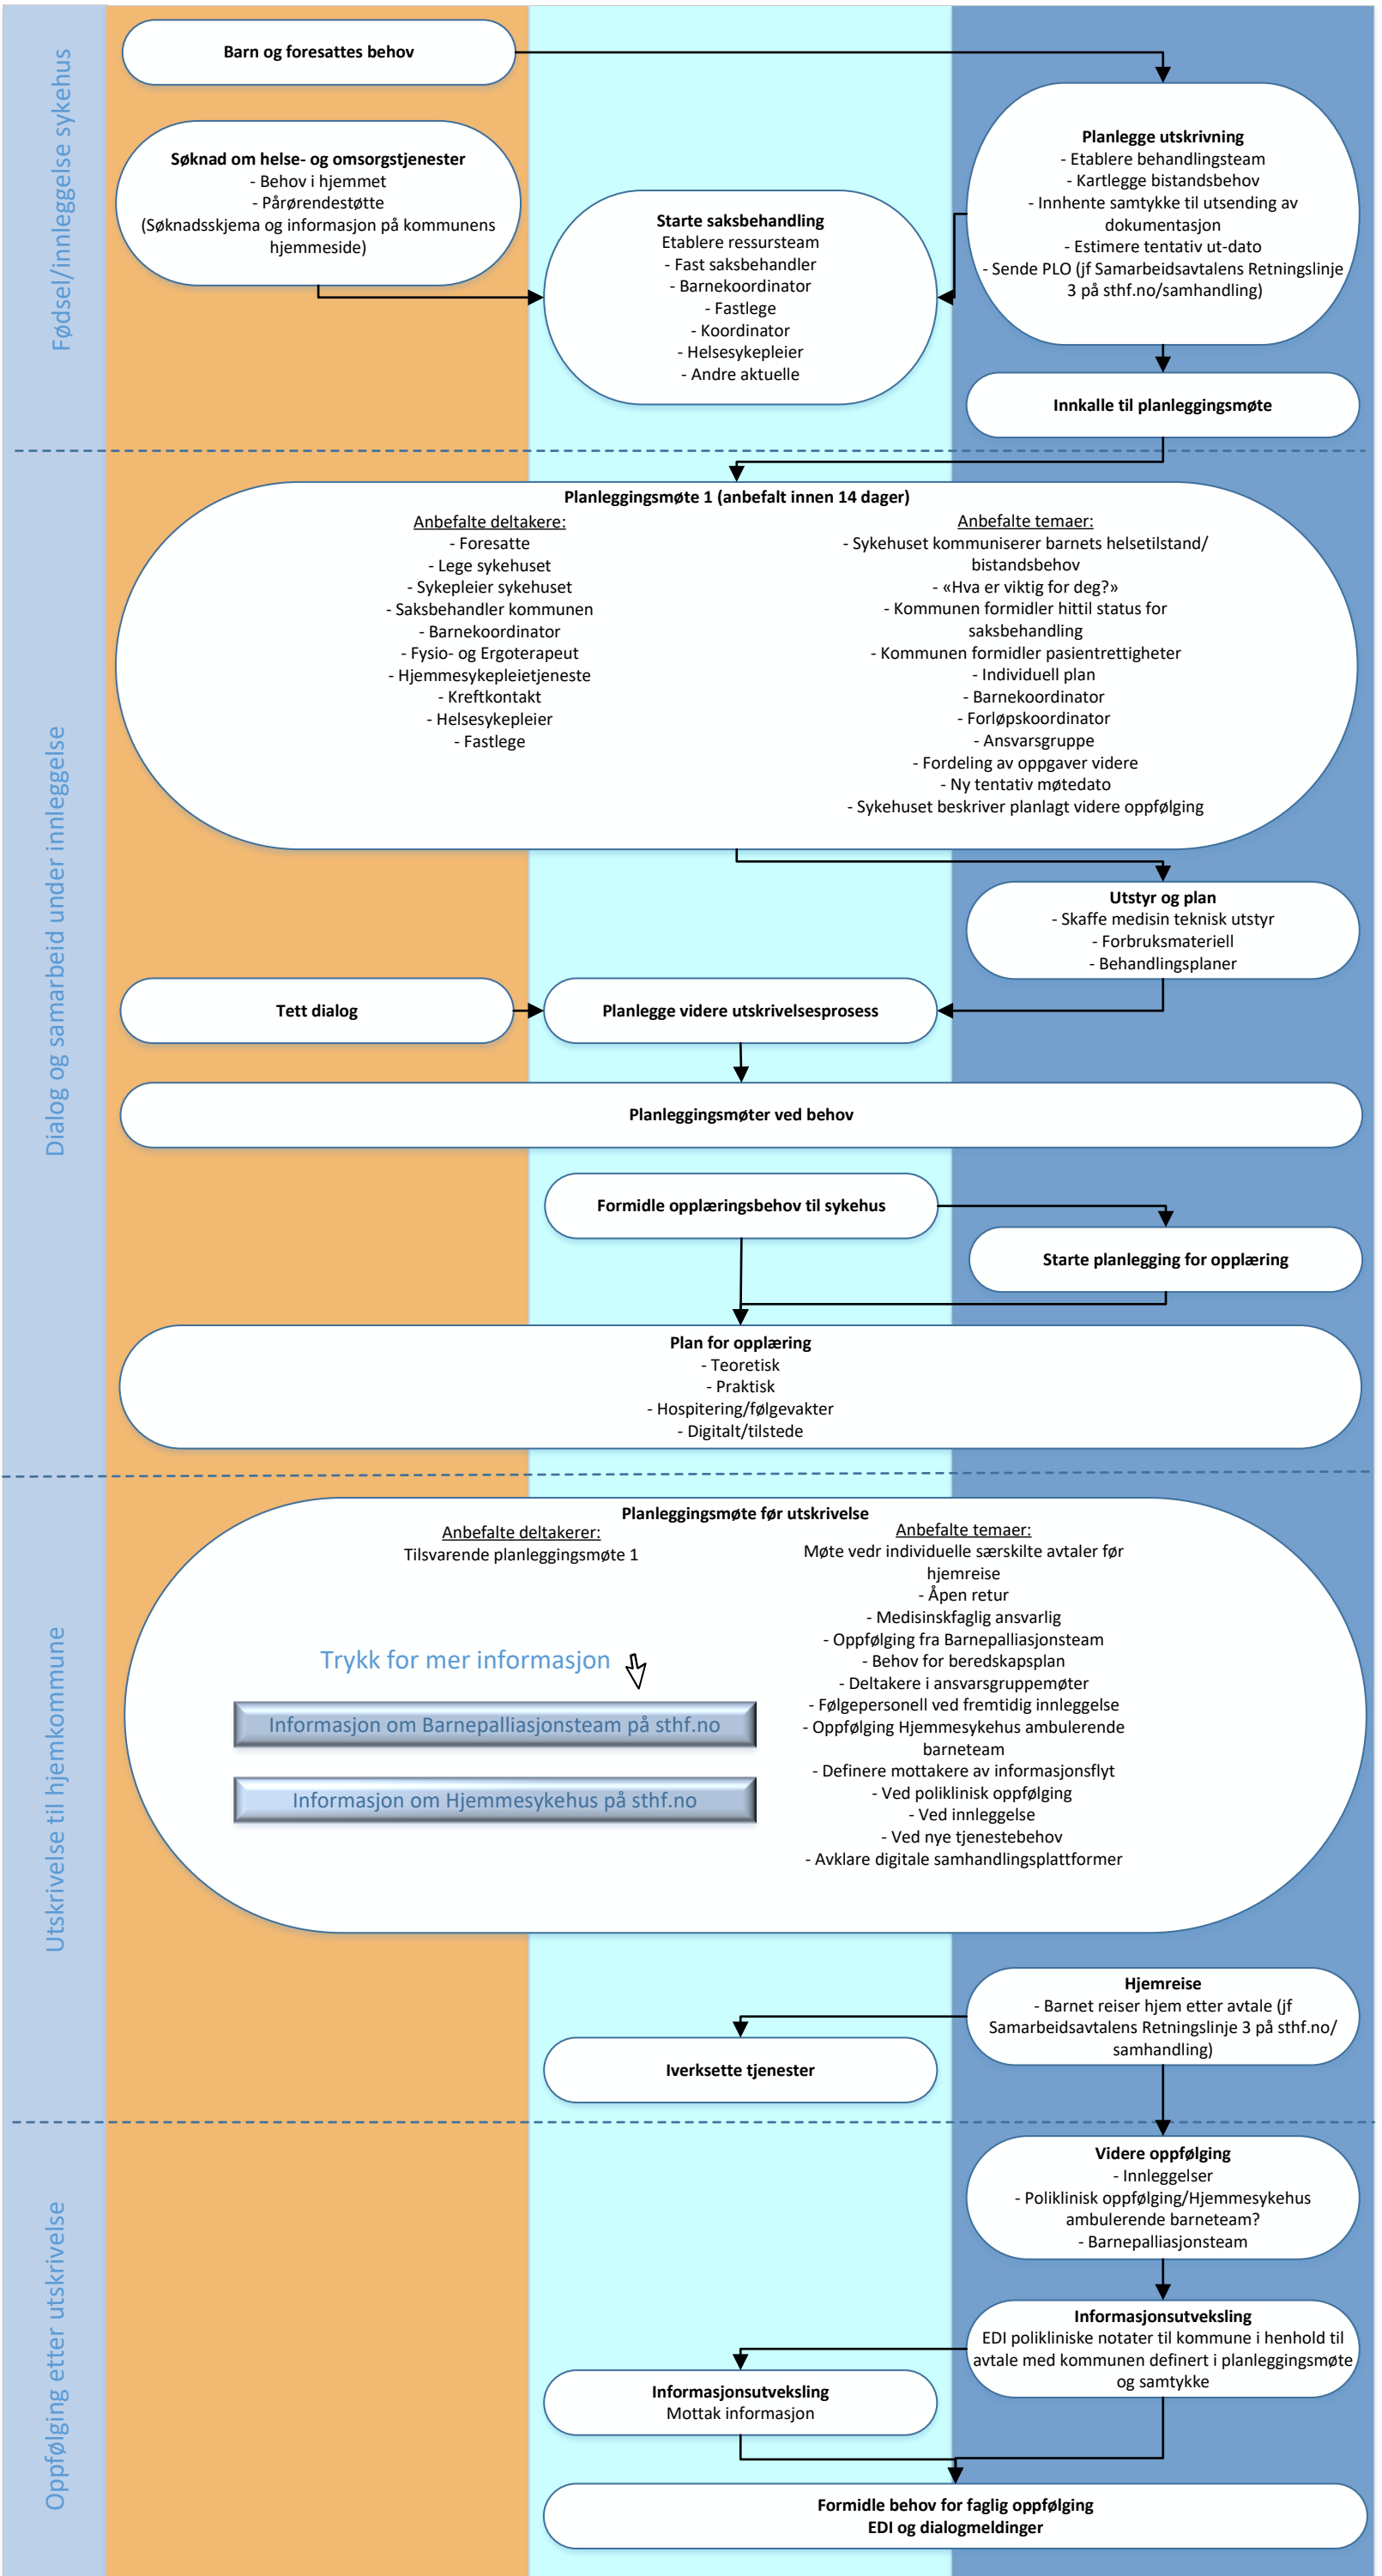 Fødsel/innleggelse sykehus
Barn og foresattes behov
Søknad om helse- og omsorgstjenester
- Behov i hjemmet
- Pårørendestøtte
(Søknadsskjema og informasjon på kommunens
hjemmeside)
Starte saksbehandling
Etablere ressursteam
- Fast saksbehandler
- Barnekoordinator
- Fastlege
- Koordinator
- Helsesykepleier
- Andre aktuelle
Planlegge utskrivning
- Etablere behandlingsteam
- Kartlegge bistandsbehov
- Innhente samtykke til utsending av
dokumentasjon
- Estimere tentativ ut-dato
- Sende PLO (jf Samarbeidsavtalens Retningslinje
3 på sthf.no/samhandling)
Innkalle til planleggingsmøte
Dialog og samarbeid under innleggelse
Planleggingsmøte 1 (anbefalt innen 14 dager)
Anbefalte deltakere:
- Foresatte
- Lege sykehuset
- Sykepleier sykehuset
- Saksbehandler kommunen
- Barnekoordinator
- Fysio- og Ergoterapeut
- Hjemmesykepleietjeneste
- Kreftkontakt
- Helsesykepleier
- Fastlege
Anbefalte temaer:
- Sykehuset kommuniserer barnets helsetilstand/
bistandsbehov
- «Hva er viktig for deg?»
- Kommunen formidler hittil status for
saksbehandling
- Kommunen formidler pasientrettigheter
- Individuell plan
- Barnekoordinator
- Forløpskoordinator
- Ansvarsgruppe
- Fordeling av oppgaver videre
- Ny tentativ møtedato
- Sykehuset beskriver planlagt videre oppfølging
Utstyr og plan
- Skaffe medisin teknisk utstyr
- Forbruksmateriell
- Behandlingsplaner
Tett dialog
Planlegge videre utskrivelsesprosess
Planleggingsmøter ved behov
Formidle opplæringsbehov til sykehus
Starte planlegging for opplæring
Plan for opplæring
- Teoretisk
- Praktisk
- Hospitering/følgevakter
- Digitalt/tilstede
Utskrivelse til hjemkommune
Planleggingsmøte før utskrivelse
Anbefalte deltakerer:
Tilsvarende planleggingsmøte 1
Trykk for mer informasjon
Informasjon om Barnepalliasjonsteam på sthf.no
Informasjon om Hjemmesykehus på sthf.no
Anbefalte temaer:
Møte vedr individuelle særskilte avtaler før
hjemreise
- Åpen retur
- Medisinskfaglig ansvarlig
- Oppfølging fra Barnepalliasjonsteam
- Behov for beredskapsplan
- Deltakere i ansvarsgruppemøter
- Følgepersonell ved fremtidig innleggelse
- Oppfølging Hjemmesykehus ambulerende
barneteam
- Definere mottakere av informasjonsflyt
- Ved poliklinisk oppfølging
- Ved innleggelse
- Ved nye tjenestebehov
- Avklare digitale samhandlingsplattformer
Hjemreise
- Barnet reiser hjem etter avtale (jf
Samarbeidsavtalens Retningslinje 3 på sthf.no/
samhandling)
Iverksette tjenester
Oppfølging etter utskrivelse
Videre oppfølging
- Innleggelser
- Poliklinisk oppfølging/Hjemmesykehus
ambulerende barneteam?
- Barnepalliasjonsteam
Informasjonsutveksling
EDI polikliniske notater til kommune i henhold til
avtale med kommunen definert i planleggingsmøte
og samtykke
Informasjonsutveksling
Mottak informasjon
Formidle behov for faglig oppfølging
EDI og dialogmeldinger